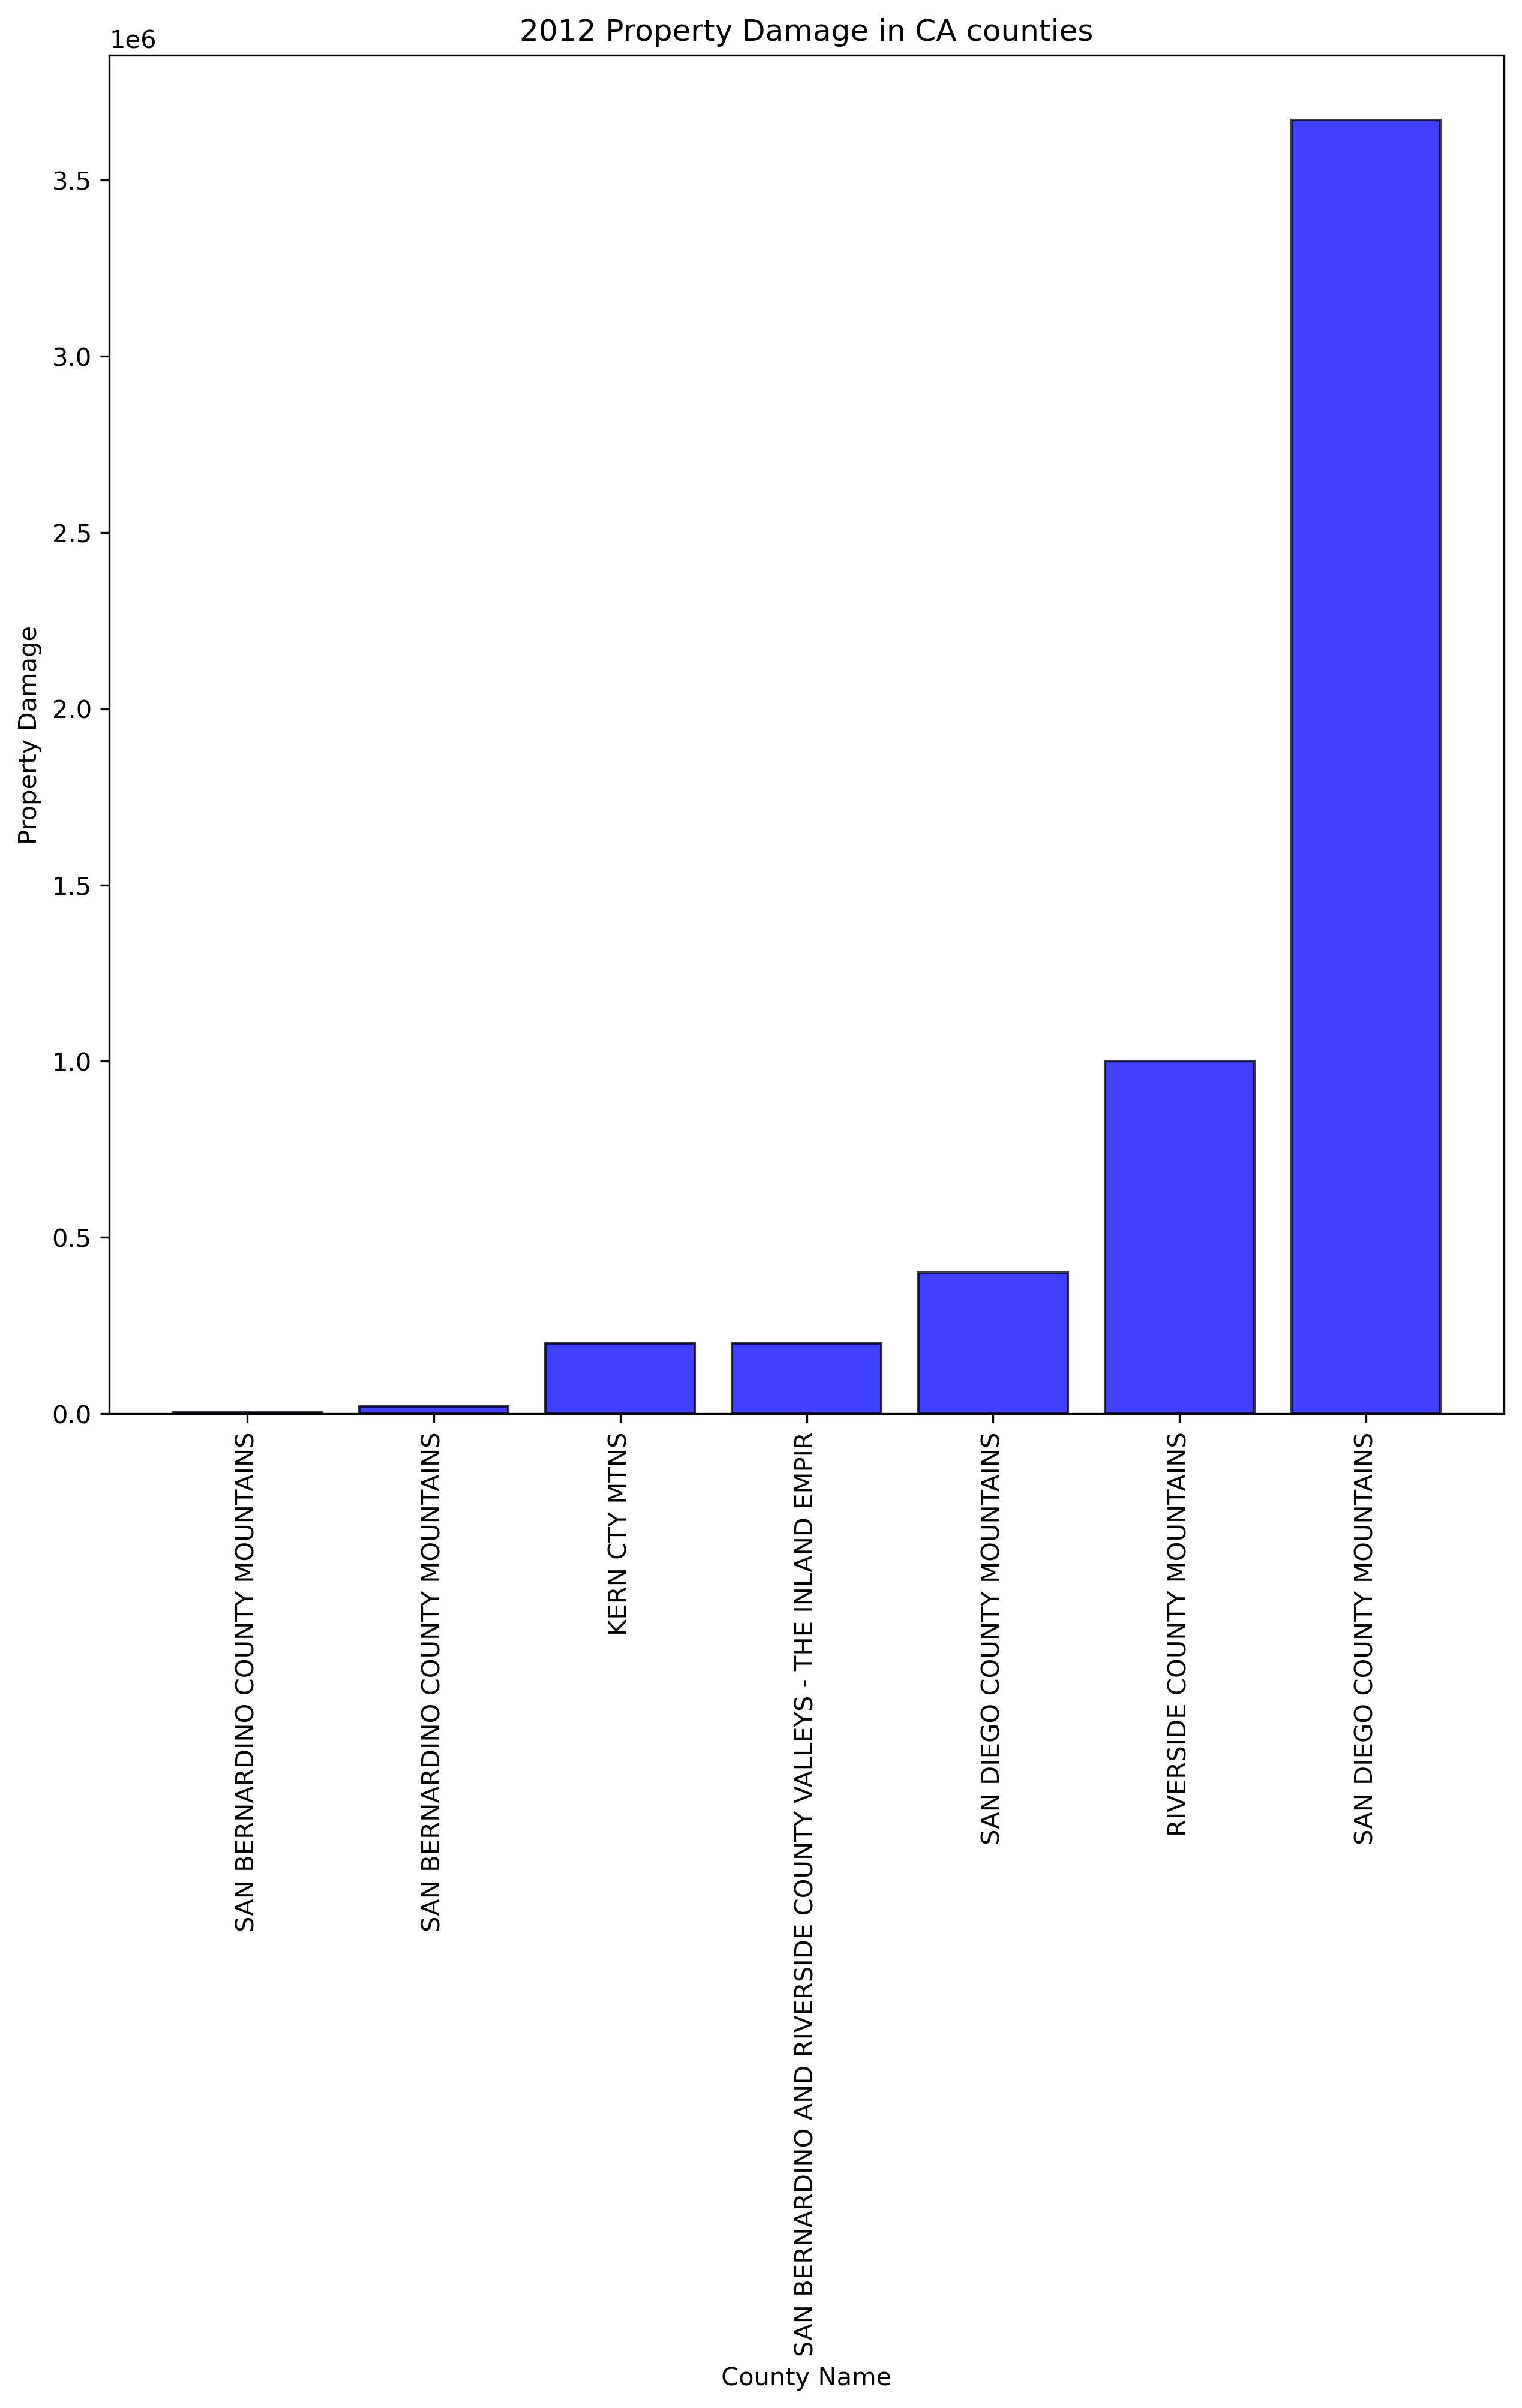 2012 Property Damage in CA counties
1e6
Property Damage
3.5
3.0
2.5
2.0
1.5
1.0
0.5
0.0
SAN BERNARDINO COUNTY MOUNTAINS
SAN BERNARDINO COUNTY MOUNTAINS
KERN CTY MTNS
SAN BERNARDINO AND RIVERSIDE COUNTY VALLEYS - THE INLAND EMPIR
SAN DIEGO COUNTY MOUNTAINS
RIVERSIDE COUNTY MOUNTAINS
SAN DIEGO COUNTY MOUNTAINS
County Name